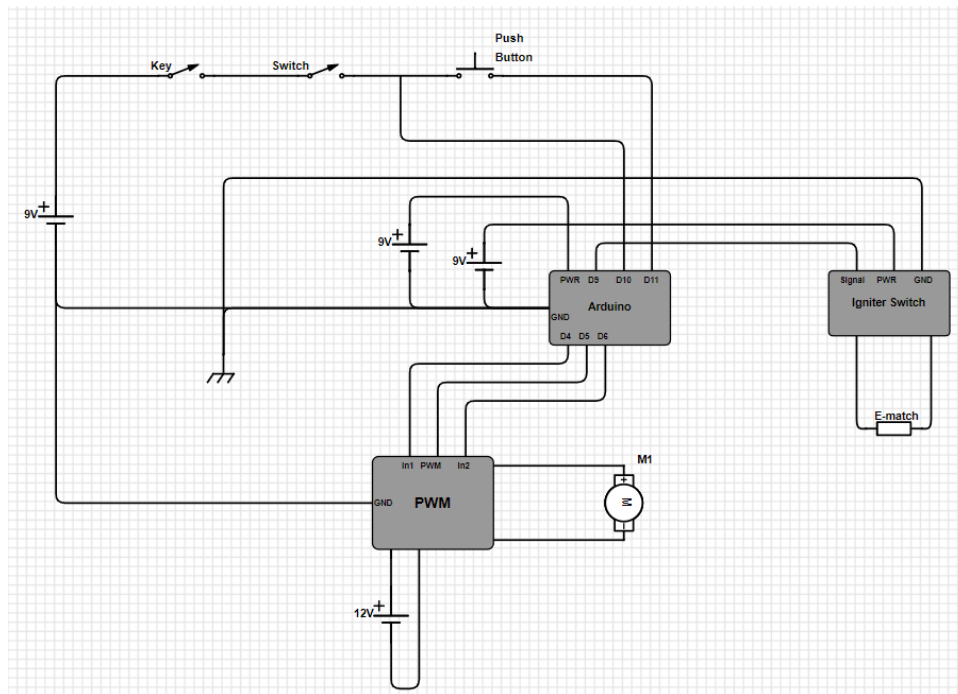 Push
Button
Key
Switch
9V
9V
9V
PWR D9 D10 D11
Arduino
GND
D4 D5 D6
Signal PWR GND
Igniter Switch
E-match
In1 PWM In2
GND
PWM
M1
M
12V